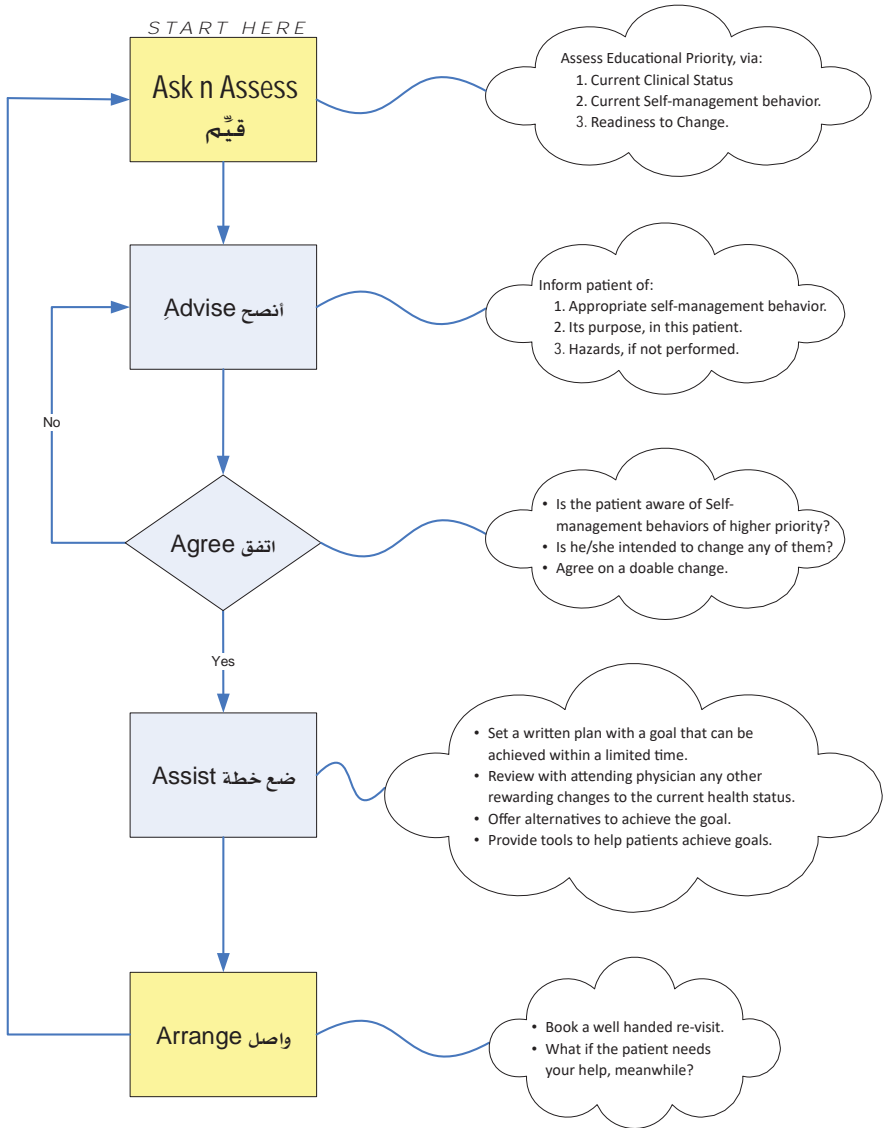 START HERE
Ask n Assess
قيِّم
Assess Educational Priority, via:
1. Current Clinical Status
2. Current Self-management behavior.
3. Readiness to Change.
ِAdvise أنصح
Inform patient of:
1. Appropriate self-management behavior.
2. Its purpose, in this patient.
3. Hazards, if not performed.
No
Agree اتفق
• Is the patient aware of Self-
management behaviors of higher priority?
• Is he/she intended to change any of them?
• Agree on a doable change.
Yes
Assist ضع خطة
• Set a written plan with a goal that can be
achieved within a limited time.
• Review with attending physician any other
rewarding changes to the current health status.
• Offer alternatives to achieve the goal.
• Provide tools to help patients achieve goals.
Arrange واصل
• Book a well handed re-visit.
• What if the patient needs
your help, meanwhile?